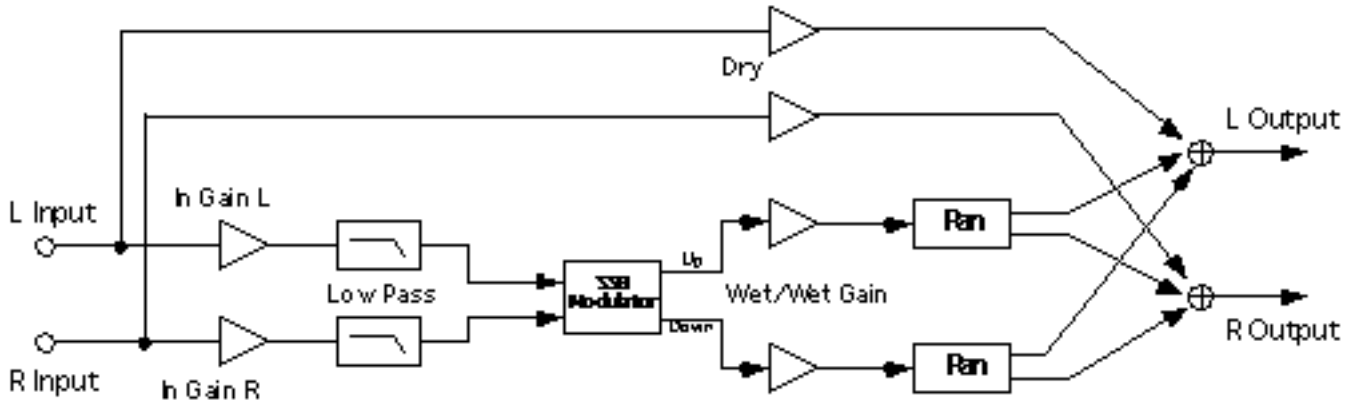 Dry
L Output
In Gain L
L Input
Pan
Up
SSB
Modulator
Low Pass
Wet/Wet Gain
Down
R Output
Pan
R Input
In Gain R